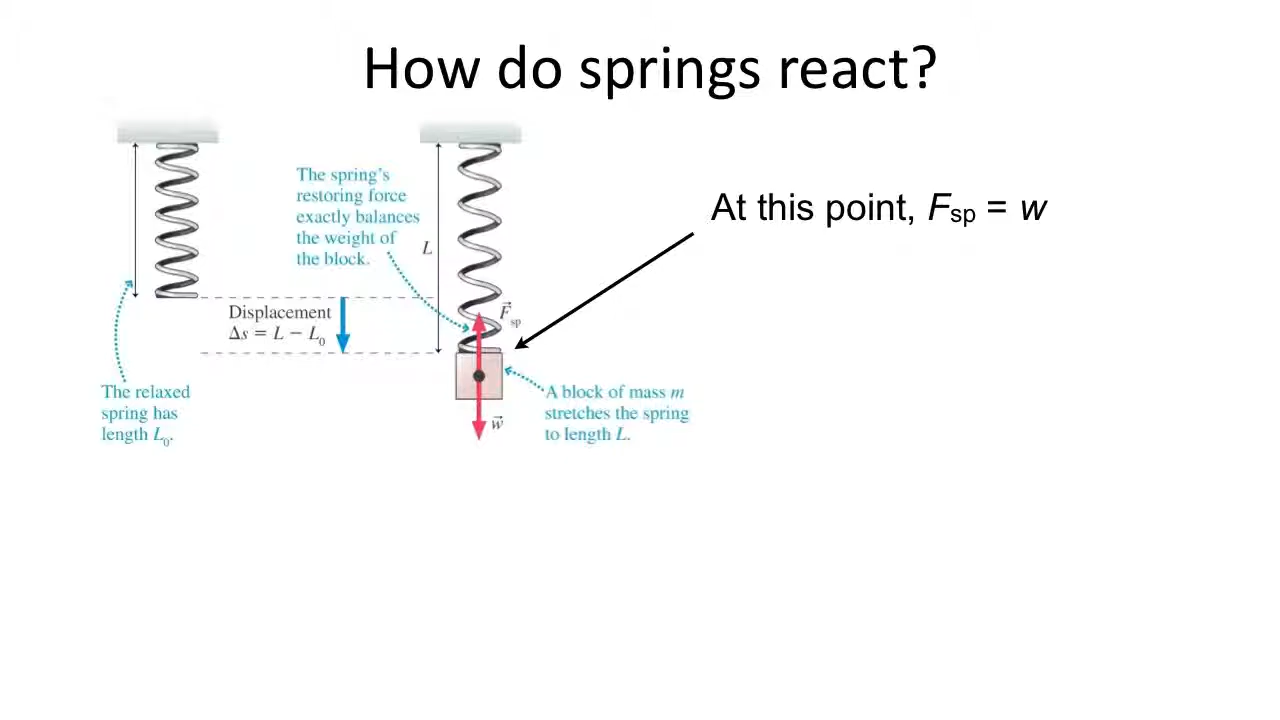 How do springs react?
The spring's
restoring force
exactly balances
the weight of
the block.
L
At this point, Fsp = w
Displacement
Δs = L − L₀
F⃗sp
The relaxed
spring has
length L₀.
w⃗
A block of mass m
stretches the spring
to length L.